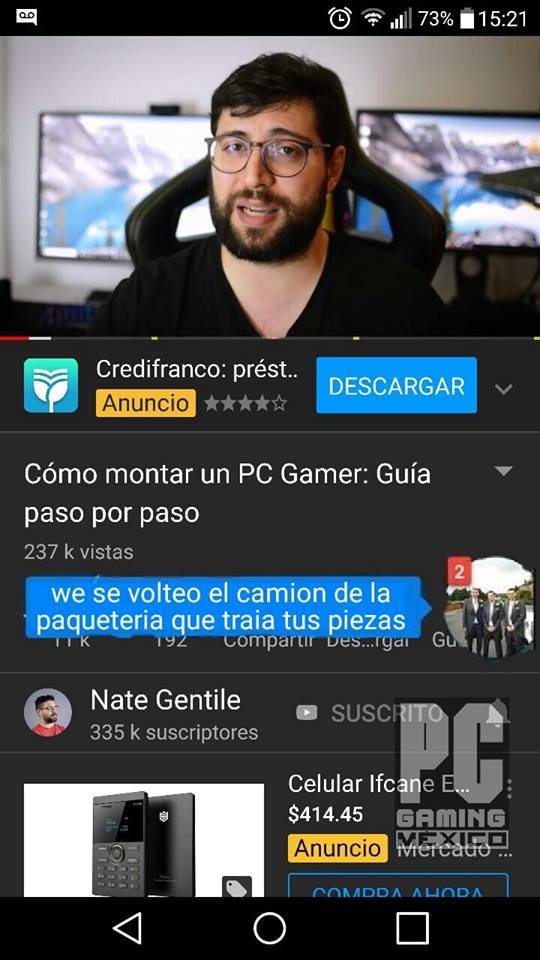 73% 15:21
Credifranco: prést..
DESCARGAR
Anuncio
Cómo montar un PC Gamer: Guía
paso por paso
237 k vistas
2
we se volteo el camion de la
paqueteria que traia tus piezas
11 k 192 Compartir Des...rgar Gu
Nate Gentile
SUSCRITO
335 k suscriptores
PC
GAMING
MÉXICO
Celular Ifcane E...
$414.45
Anuncio Mercado ...
COMPRA AHORA